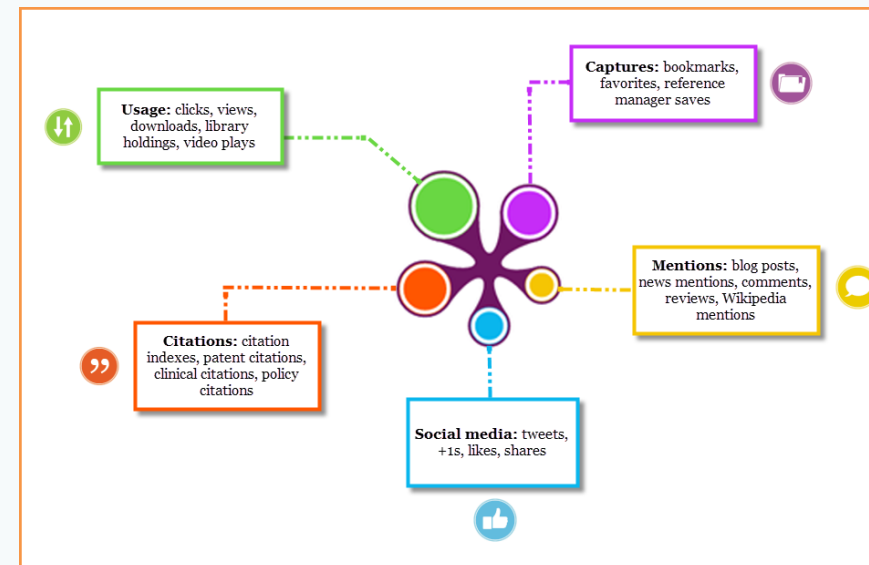 Captures: bookmarks,
favorites, reference
manager saves
Usage: clicks, views,
downloads, library
holdings, video plays
Mentions: blog posts,
news mentions, comments,
reviews, Wikipedia
mentions
Citations: citation
indexes, patent citations,
clinical citations, policy
citations
Social media: tweets,
+1s, likes, shares